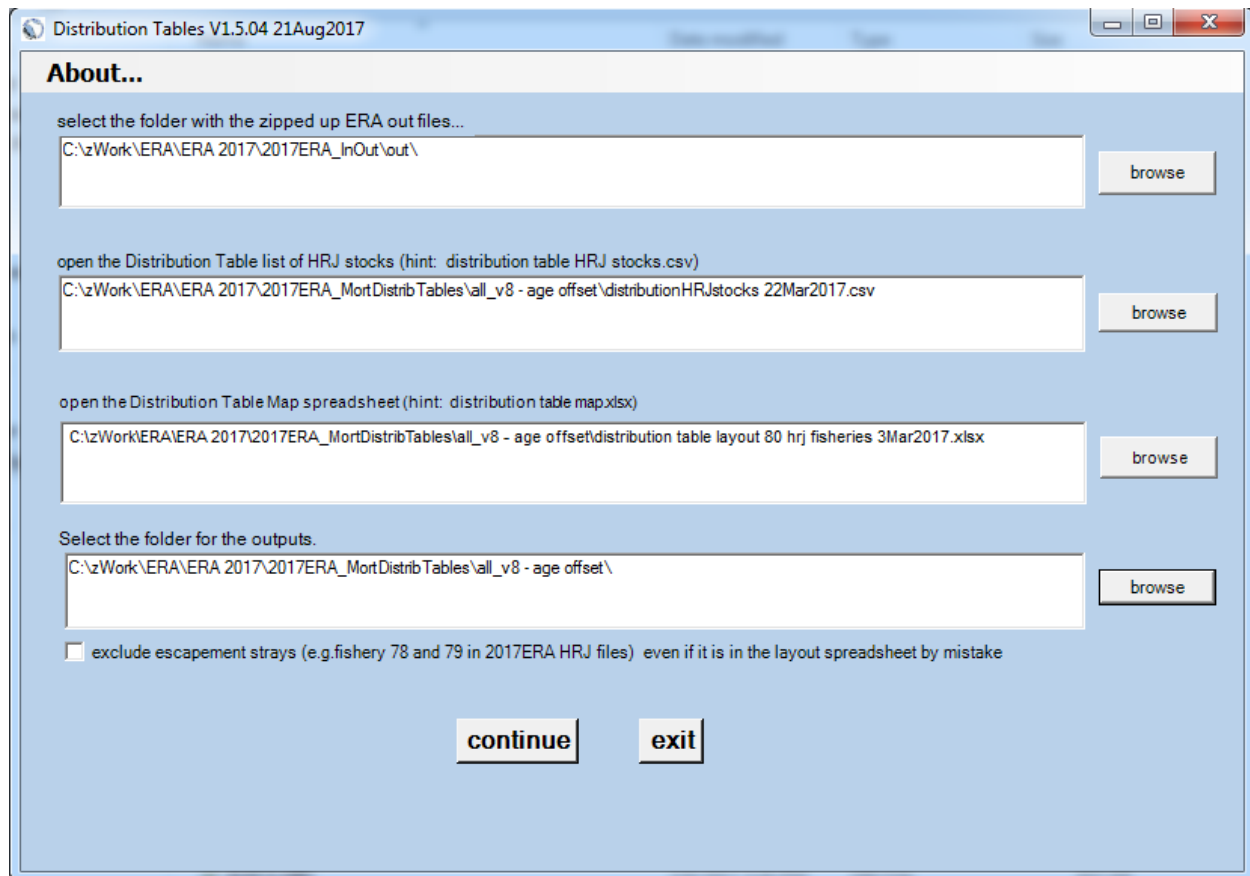 Distribution Tables V1.5.04 21Aug2017
About...
select the folder with the zipped up ERA out files...
C:\zWork\ERA\ERA 2017\2017ERA_InOut\out\
browse
open the Distribution Table list of HRJ stocks (hint:  distribution table HRJ stocks.csv)
C:\zWork\ERA\ERA 2017\2017ERA_MortDistribTables\all_v8 - age offset\distributionHRJstocks 22Mar2017.csv
browse
open the Distribution Table Map spreadsheet (hint:  distribution table map.xlsx)
C:\zWork\ERA\ERA 2017\2017ERA_MortDistribTables\all_v8 - age offset\distribution table layout 80 hrj fisheries 3Mar2017.xlsx
browse
Select the folder for the outputs.
C:\zWork\ERA\ERA 2017\2017ERA_MortDistribTables\all_v8 - age offset\
browse
exclude escapement strays (e.g.fishery 78 and 79 in 2017ERA HRJ files)  even if it is in the layout spreadsheet by mistake
continue exit